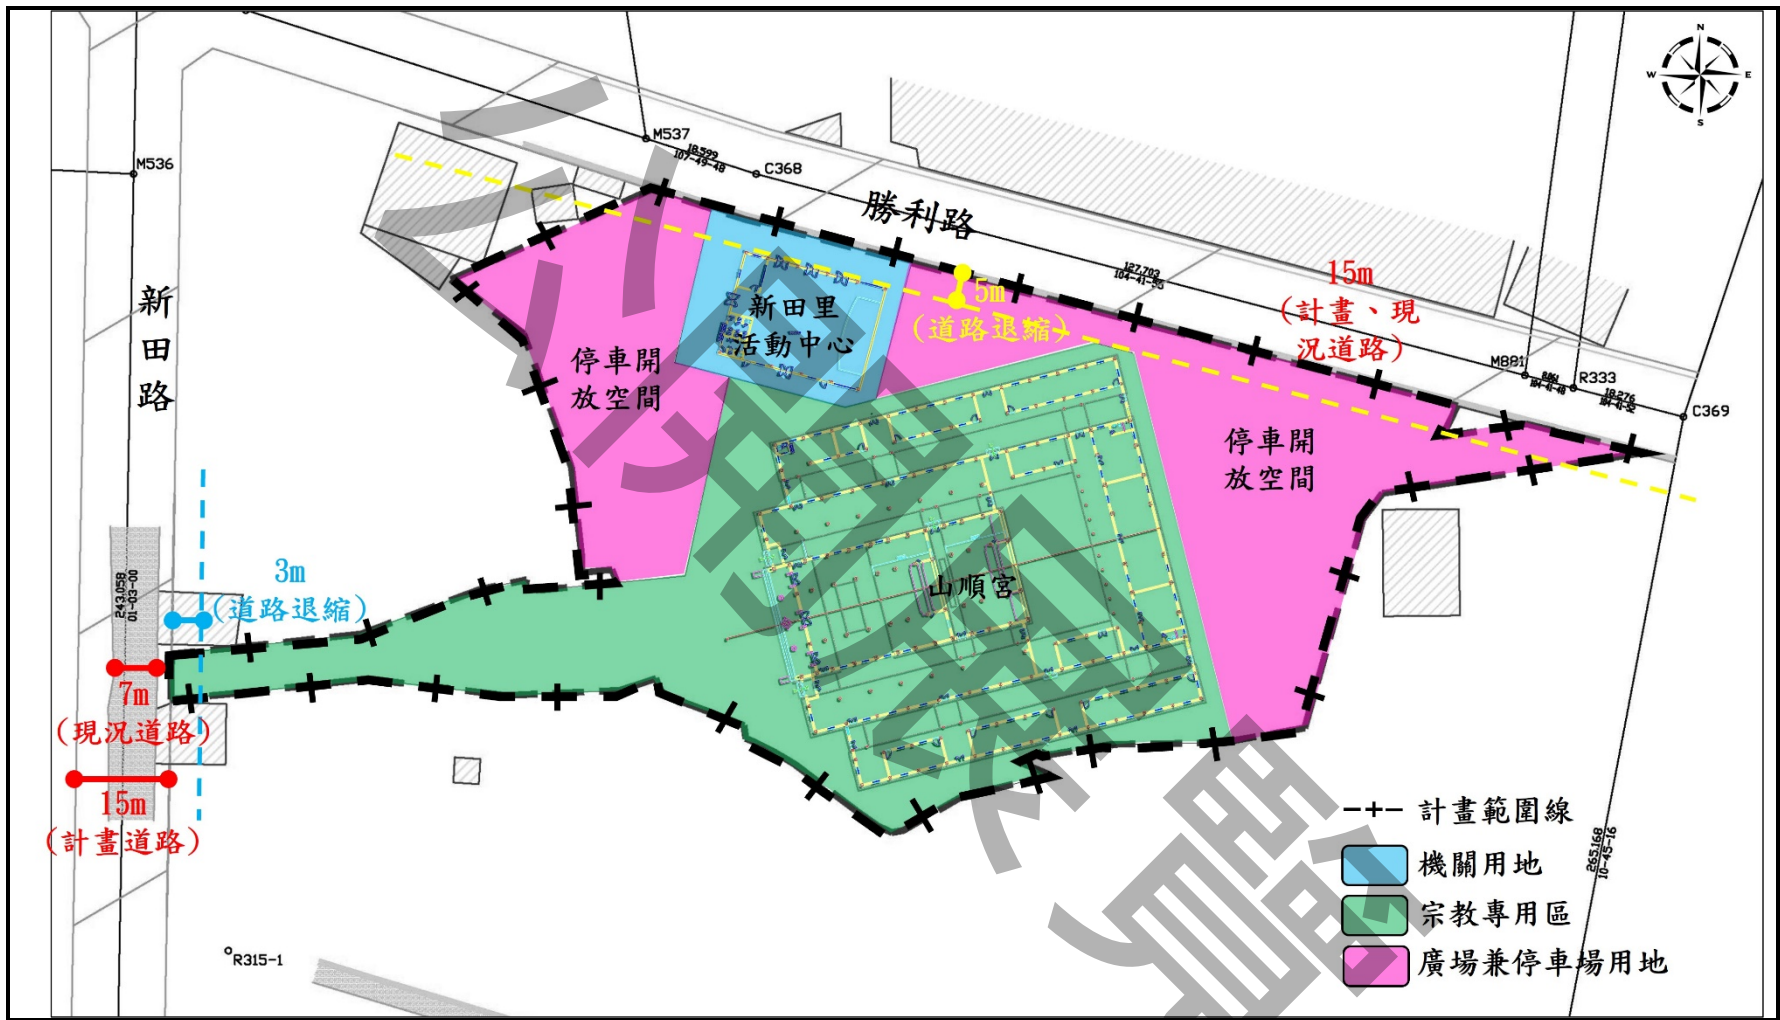 N
W
E
S
M536
M537
18.599
107-49-48
C368
勝利路
127.703
104-41-55
15m
(計畫、現
況道路)
M881
R333
18.276
C369
新
田
路
5m
(道路退縮)
新田里
活動中心
停車開
放空間
停車開
放空間
山順宮
243.058
01-03-00
3m
(道路退縮)
7m
(現況道路)
15m
(計畫道路)
R315-1
265.168
10-45-16
計畫範圍線
機關用地
宗教專用區
廣場兼停車場用地